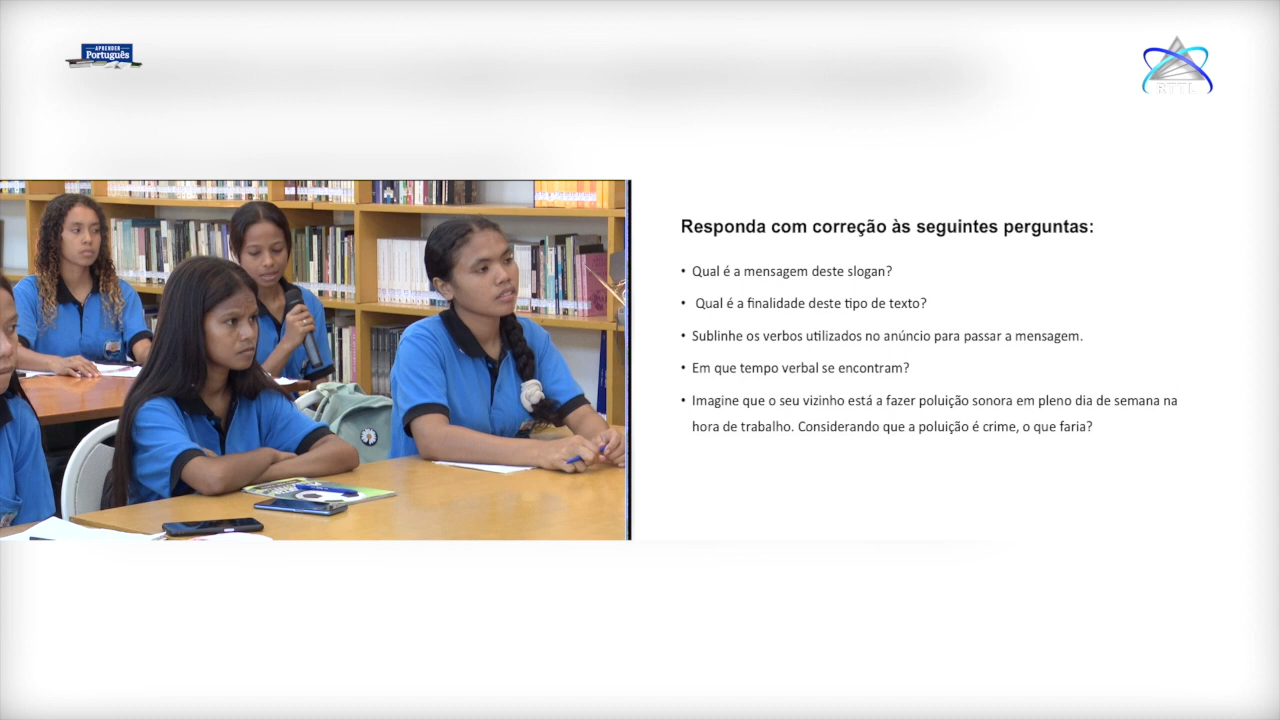 APRENDER
Português
RTTL
Responda com correção às seguintes perguntas:
• Qual é a mensagem deste slogan?
• Qual é a finalidade deste tipo de texto?
• Sublinhe os verbos utilizados no anúncio para passar a mensagem.
• Em que tempo verbal se encontram?
• Imagine que o seu vizinho está a fazer poluição sonora em pleno dia de semana na
hora de trabalho. Considerando que a poluição é crime, o que faria?